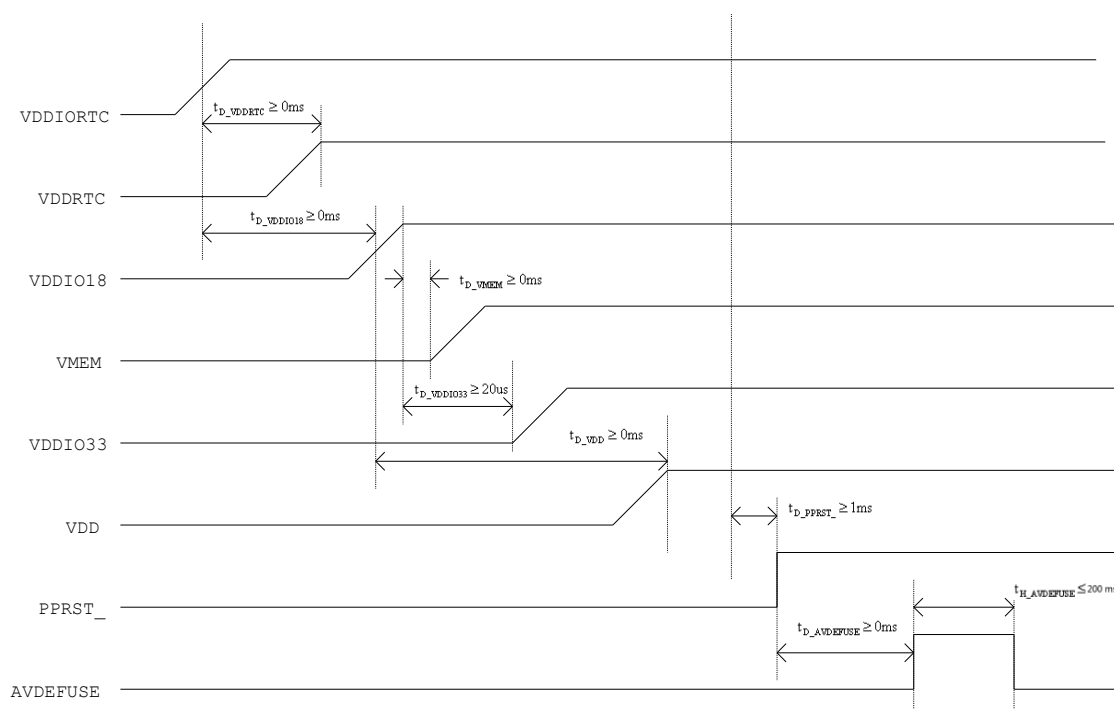 t_D_VDDRTC ≥ 0ms
VDDIORTC
VDDRTC
t_D_VDDIO18 ≥ 0ms
VDDIO18
t_D_VMEM ≥ 0ms
VMEM
t_D_VDDIO33 ≥ 20us
VDDIO33
t_D_VDD ≥ 0ms
VDD
t_D_PPRST_ ≥ 1ms
PPRST_
t_H_AVDEFUSE ≤ 200 ms
t_D_AVDEFUSE ≥ 0ms
AVDEFUSE